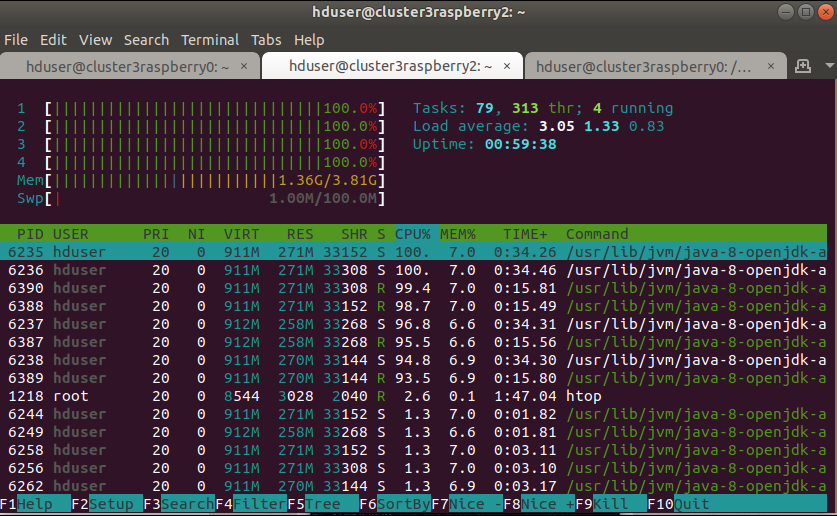 hduser@cluster3raspberry2: ~
File Edit View Search Terminal Tabs Help
hduser@cluster3raspberry0: ~ × hduser@cluster3raspberry2: ~ × hduser@cluster3raspberry0: /... ×
1 [||||||||||||||||||||||||||||||100.0%] Tasks: 79, 313 thr; 4 running
2 [||||||||||||||||||||||||||||||100.0%] Load average: 3.05 1.33 0.83
3 [||||||||||||||||||||||||||||||100.0%] Uptime: 00:59:38
4 [||||||||||||||||||||||||||||||100.0%]
Mem[|||||||||||||||||||||||||1.36G/3.81G]
Swp[| 1.00M/100.0M]
PID USER PRI NI VIRT RES SHR S CPU% MEM% TIME+ Command
6235 hduser 20 0 911M 271M 33152 S 100. 7.0 0:34.26 /usr/lib/jvm/java-8-openjdk-a
6236 hduser 20 0 911M 271M 33308 S 100. 7.0 0:34.46 /usr/lib/jvm/java-8-openjdk-a
6390 hduser 20 0 911M 271M 33308 R 99.4 7.0 0:15.81 /usr/lib/jvm/java-8-openjdk-a
6388 hduser 20 0 911M 271M 33152 R 98.7 7.0 0:15.49 /usr/lib/jvm/java-8-openjdk-a
6237 hduser 20 0 912M 258M 33268 S 96.8 6.6 0:34.31 /usr/lib/jvm/java-8-openjdk-a
6387 hduser 20 0 912M 258M 33268 R 95.5 6.6 0:15.56 /usr/lib/jvm/java-8-openjdk-a
6238 hduser 20 0 911M 270M 33144 S 94.8 6.9 0:34.30 /usr/lib/jvm/java-8-openjdk-a
6389 hduser 20 0 911M 270M 33144 R 93.5 6.9 0:15.80 /usr/lib/jvm/java-8-openjdk-a
1218 root 20 0 8544 3028 2040 R 2.6 0.1 1:47.04 htop
6244 hduser 20 0 911M 271M 33152 S 1.3 7.0 0:01.82 /usr/lib/jvm/java-8-openjdk-a
6249 hduser 20 0 912M 258M 33268 S 1.3 6.6 0:01.81 /usr/lib/jvm/java-8-openjdk-a
6258 hduser 20 0 911M 271M 33152 S 1.3 7.0 0:03.11 /usr/lib/jvm/java-8-openjdk-a
6256 hduser 20 0 911M 271M 33308 S 1.3 7.0 0:03.10 /usr/lib/jvm/java-8-openjdk-a
6262 hduser 20 0 911M 270M 33144 S 1.3 6.9 0:03.17 /usr/lib/jvm/java-8-openjdk-a
F1Help F2Setup F3SearchF4FilterF5Tree F6SortByF7Nice -F8Nice +F9Kill F10Quit